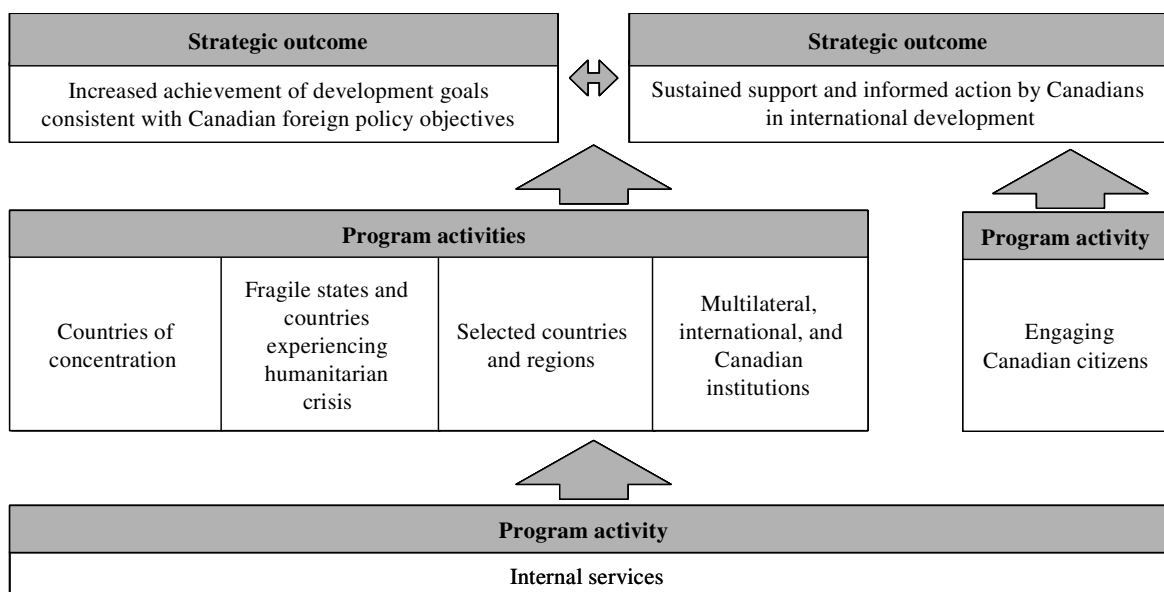 Strategic outcome
Increased achievement of development goals
consistent with Canadian foreign policy objectives
Strategic outcome
Sustained support and informed action by Canadians
in international development
Program activities
Countries of
concentration
Fragile states and
countries
experiencing
humanitarian
crisis
Selected countries
and regions
Multilateral,
international, and
Canadian
institutions
Program activity
Engaging
Canadian citizens
Program activity
Internal services